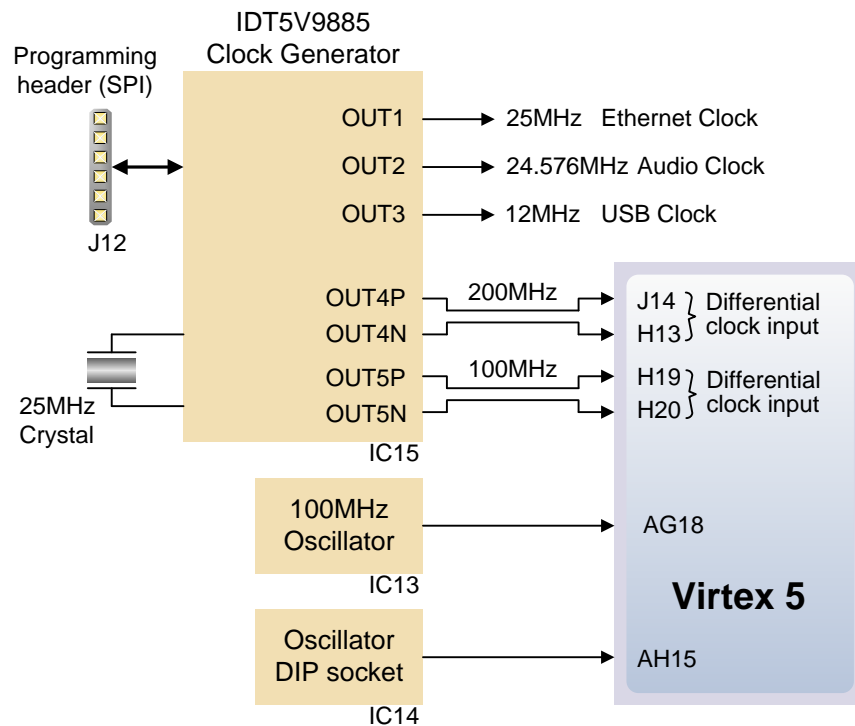 IDT5V9885
Clock Generator
Programming
header (SPI)
J12
OUT1
25MHz Ethernet Clock
OUT2
24.576MHz Audio Clock
OUT3
12MHz USB Clock
OUT4P
200MHz
J14
H13
Differential
clock input
OUT4N
OUT5P
100MHz
H19
H20
Differential
clock input
OUT5N
25MHz
Crystal
IC15
100MHz
Oscillator
IC13
AG18
Virtex 5
Oscillator
DIP socket
IC14
AH15